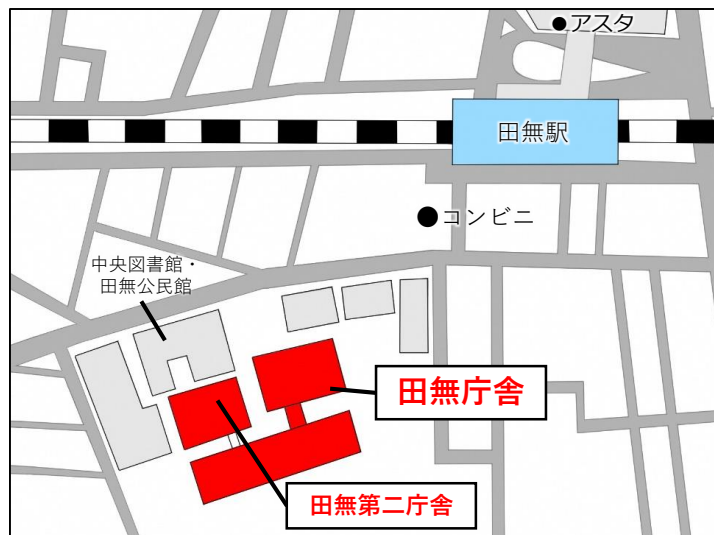 アスタ
田無駅
コンビニ
中央図書館・
田無公民館
田無庁舎
田無第二庁舎